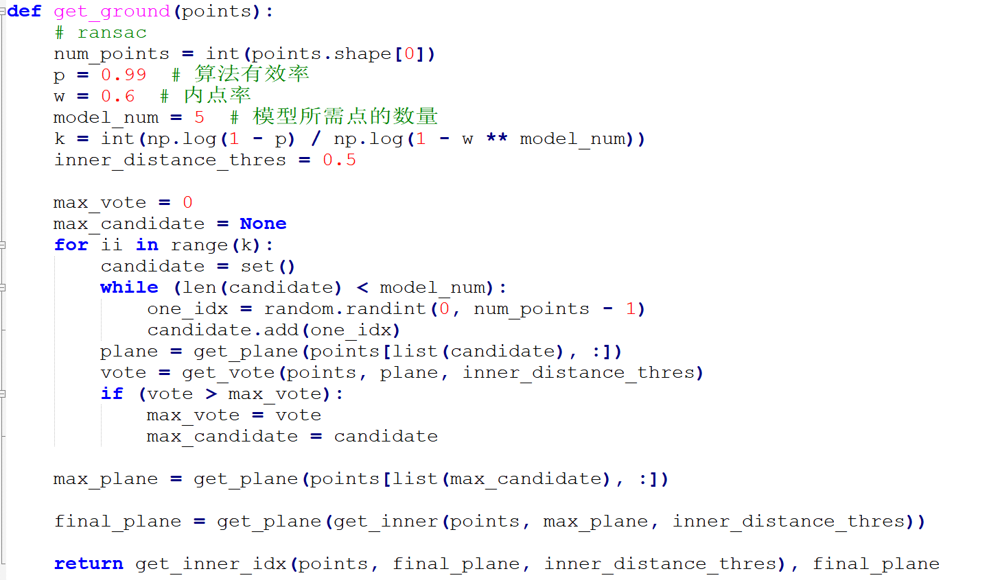 def get_ground(points):
    # ransac
    num_points = int(points.shape[0])
    p = 0.99  # 算法有效率
    w = 0.6  # 内点率
    model_num = 5  # 模型所需点的数量
    k = int(np.log(1 - p) / np.log(1 - w ** model_num))
    inner_distance_thres = 0.5

    max_vote = 0
    max_candidate = None
    for ii in range(k):
        candidate = set()
        while (len(candidate) < model_num):
            one_idx = random.randint(0, num_points - 1)
            candidate.add(one_idx)
        plane = get_plane(points[list(candidate), :])
        vote = get_vote(points, plane, inner_distance_thres)
        if (vote > max_vote):
            max_vote = vote
            max_candidate = candidate

    max_plane = get_plane(points[list(max_candidate), :])

    final_plane = get_plane(get_inner(points, max_plane, inner_distance_thres))

    return get_inner_idx(points, final_plane, inner_distance_thres), final_plane